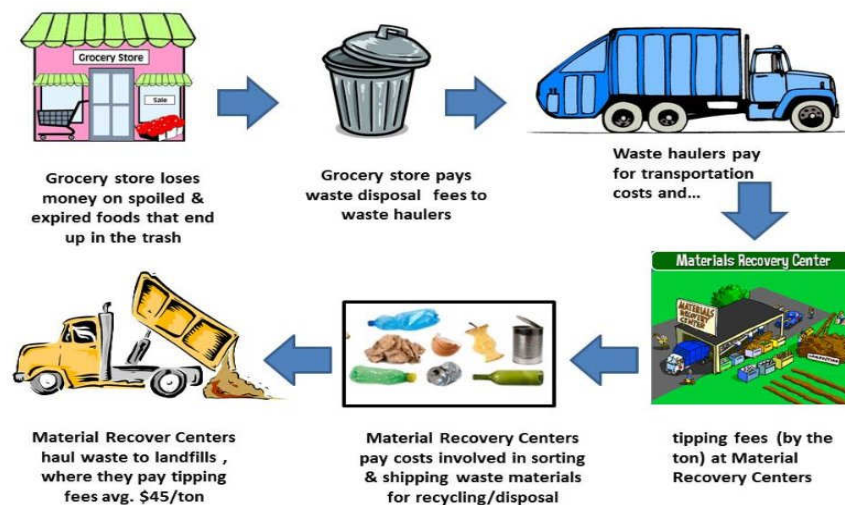 Grocery Store
Sale
Grocery store loses
money on spoiled &
expired foods that end
up in the trash
Grocery store pays
waste disposal fees to
waste haulers
Waste haulers pay
for transportation
costs and...
Materials Recovery Center
MATERIALS
RECOVERY
CENTER
tipping fees (by the
ton) at Material
Recovery Centers
Material Recovery Centers
pay costs involved in sorting
& shipping waste materials
for recycling/disposal
Material Recover Centers
haul waste to landfills ,
where they pay tipping
fees avg. $45/ton